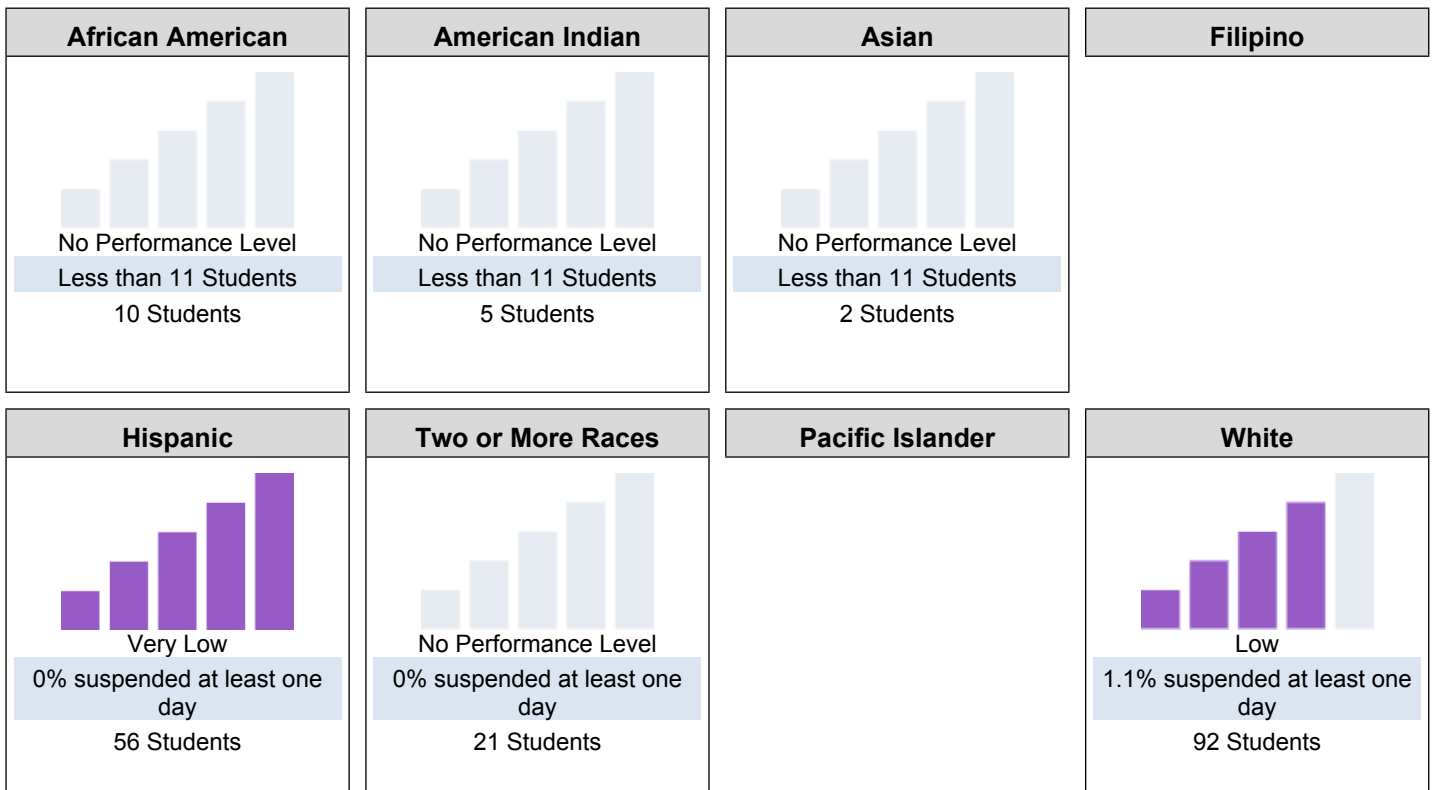 African American
No Performance Level
Less than 11 Students
10 Students
American Indian
No Performance Level
Less than 11 Students
5 Students
Asian
No Performance Level
Less than 11 Students
2 Students
Filipino
Hispanic
Very Low
0% suspended at least one
day
56 Students
Two or More Races
No Performance Level
0% suspended at least one
day
21 Students
Pacific Islander
White
Low
1.1% suspended at least one
day
92 Students